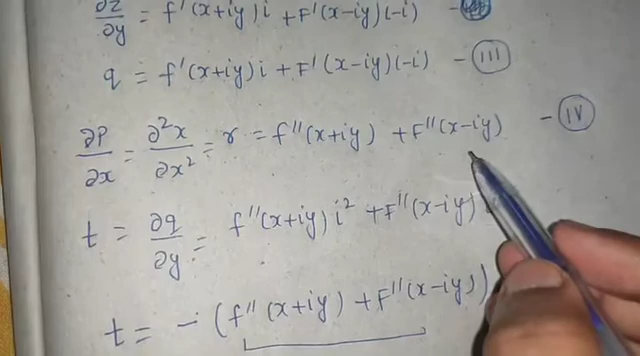 ∂z/∂y = f'(x+iy)i + F'(x-iy)(-i) -
q = f'(x+iy)i + F'(x-iy)(-i) - (III)
∂P/∂x = ∂²x/∂x² = r = f''(x+iy) + F''(x-iy) - (IV)
t = ∂q/∂y = f''(x+iy)i² + F''(x-iy)
t = - (f''(x+iy) + F''(x-iy))